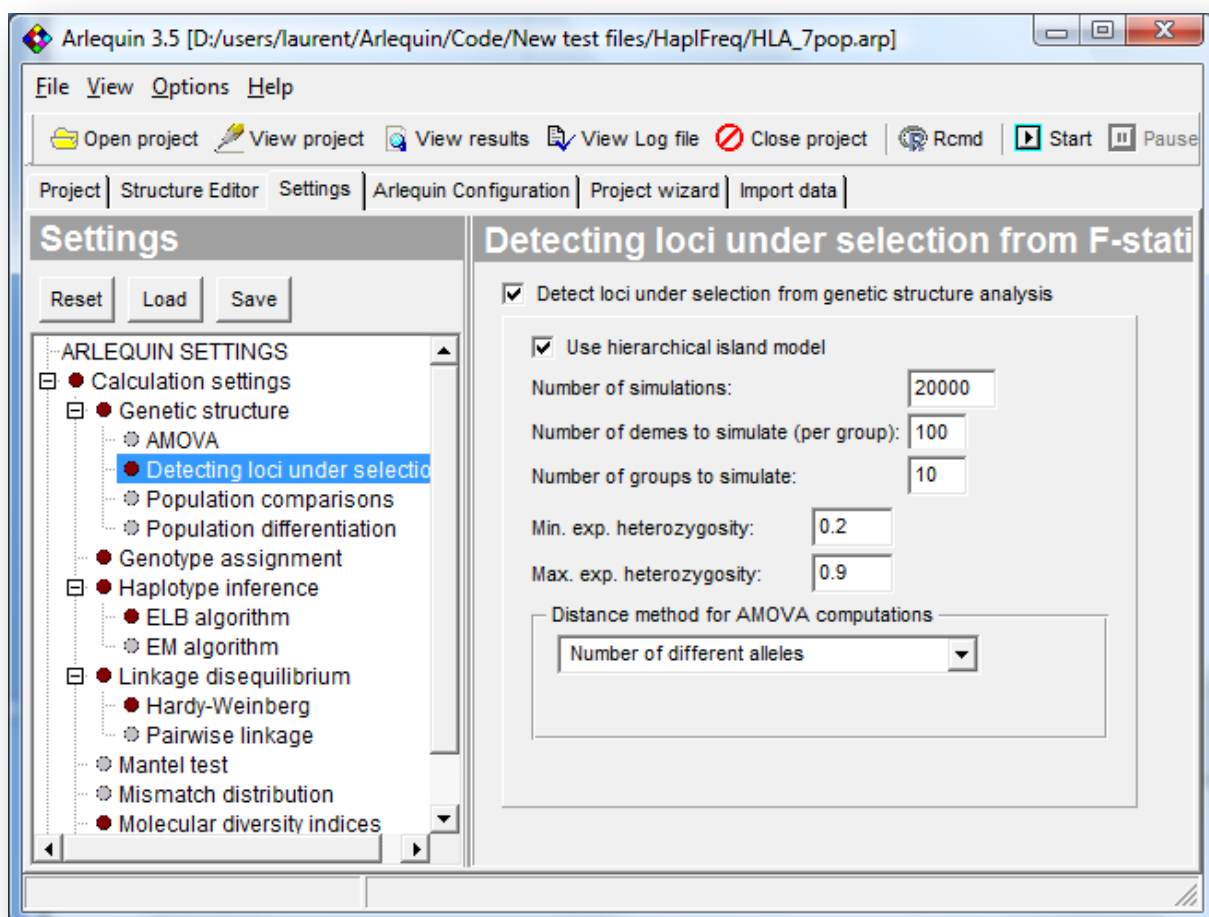 Arlequin 3.5 [D:/users/laurent/Arlequin/Code/New test files/HaplFreq/HLA_7pop.arp]
File View Options Help
Open project View project View results View Log file Close project Rcmd Start Pause
Project Structure Editor Settings Arlequin Configuration Project wizard Import data
Settings
Reset Load Save
ARLEQUIN SETTINGS
Calculation settings
Genetic structure
AMOVA
Detecting loci under selectio
Population comparisons
Population differentiation
Genotype assignment
Haplotype inference
ELB algorithm
EM algorithm
Linkage disequilibrium
Hardy-Weinberg
Pairwise linkage
Mantel test
Mismatch distribution
Molecular diversity indices
Detecting loci under selection from F-stati
Detect loci under selection from genetic structure analysis
Use hierarchical island model
Number of simulations: 20000
Number of demes to simulate (per group): 100
Number of groups to simulate: 10
Min. exp. heterozygosity: 0.2
Max. exp. heterozygosity: 0.9
Distance method for AMOVA computations
Number of different alleles